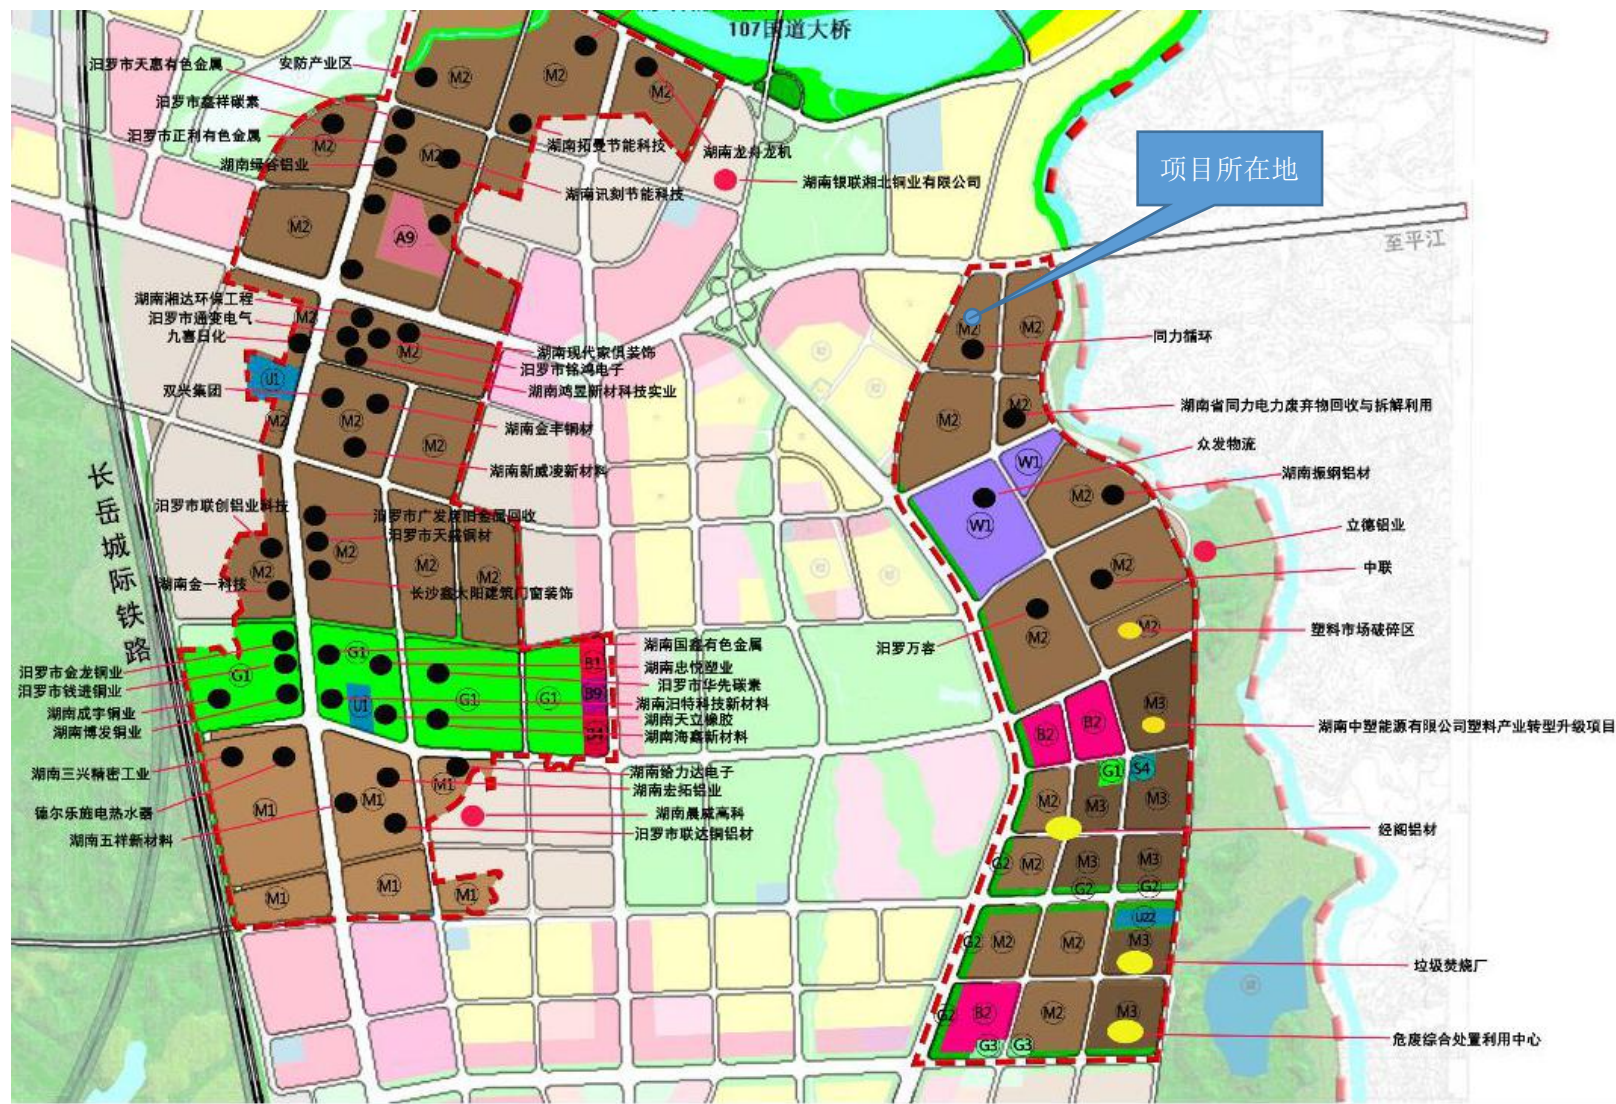 107国道大桥
汨罗市天惠有色金属
安防产业区
M2
M2
M2
汨罗市鑫祥碳素
汨罗市正利有色金属
湖南绿谷铝业
M2
M2
湖南拓曼节能科技
湖南龙舟龙机
湖南讯刻节能科技
湖南银联湘北铜业有限公司
项目所在地
至平江
M2
A9
湖南湘达环保工程
汨罗市通变电气
九喜日化
M2
M2
湖南现代家俱装饰
汨罗市铭鸿电子
湖南鸿昱新材科技实业
M2
M2
同力循环
U1
双兴集团
M2
M2
M2
湖南金丰铜材
湖南新威凌新材料
M2
M2
湖南省同力电力废弃物回收与拆解利用
众发物流
W1
W1
M2
湖南振纲铝材
长岳城际铁路
汨罗市联创铝业科技
汨罗市广发废旧金属回收
汨罗市天盛铜材
M2
M2
M2
M2
湖南金一科技
长沙鑫太阳建筑门窗装饰
立德铝业
M2
中联
汨罗万容
M2
M2
塑料市场破碎区
汨罗市金龙铜业
汨罗市钱进铜业
湖南成宇铜业
湖南博发铜业
G1
G1
U1
G1
G1
B1
B9
B4
湖南国鑫有色金属
湖南忠悦塑业
汨罗市华先碳素
湖南汨特科技新材料
湖南天立橡胶
湖南海鑫新材料
B2
B2
M3
湖南中塑能源有限公司塑料产业转型升级项目
湖南三兴精密工业
德尔乐施电热水器
湖南五祥新材料
M1
M1
M1
湖南给力达电子
湖南宏拓铝业
湖南晨威高科
汨罗市联达铜铝材
G1
S4
M2
M3
M3
经阁铝材
G2
M2
M3
M3
G2
G2
M1
M1
M1
U22
G2
M2
M2
M3
垃圾焚烧厂
G2
B2
M2
M3
G3
G3
危废综合处置利用中心